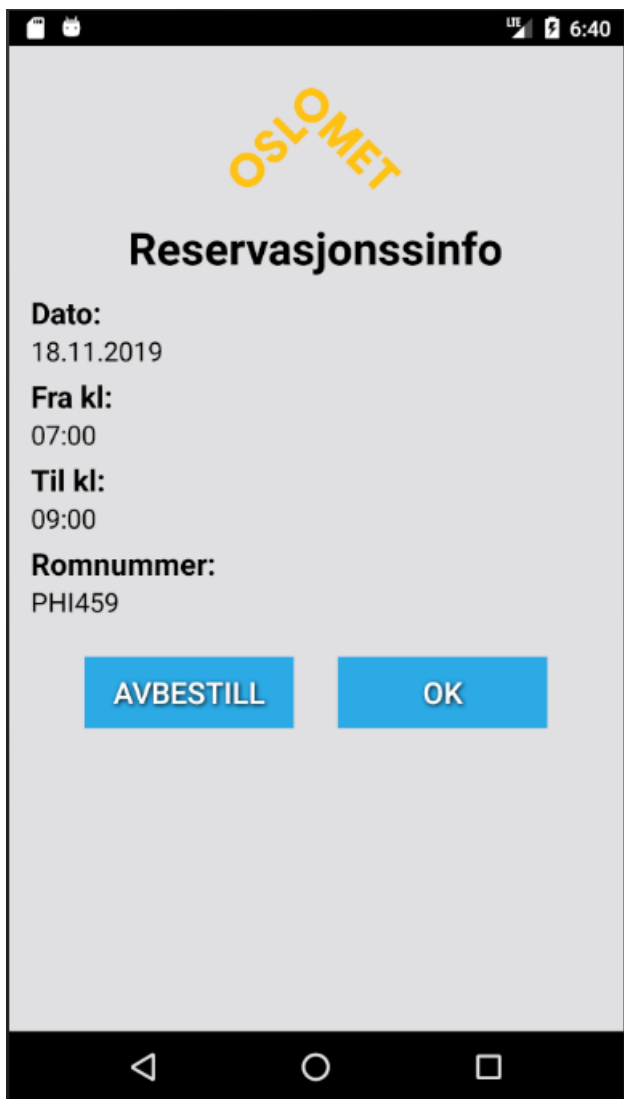 LTE 6:40
OSLOMET
Reservasjonssinfo
Dato:
18.11.2019
Fra kl:
07:00
Til kl:
09:00
Romnummer:
PHI459
AVBESTILL OK